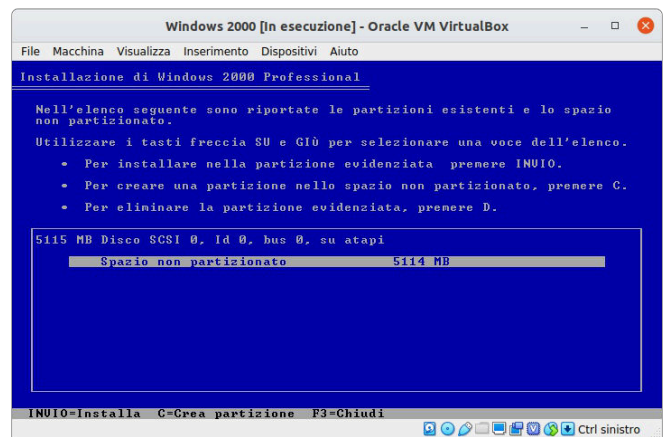 Windows 2000 [In esecuzione] - Oracle VM VirtualBox
File Macchina Visualizza Inserimento Dispositivi Aiuto
Installazione di Windows 2000 Professional
Nell'elenco seguente sono riportate le partizioni esistenti e lo spazio
non partizionato.
Utilizzare i tasti freccia SU e GIÙ per selezionare una voce dell'elenco.
• Per installare nella partizione evidenziata premere INVIO.
• Per creare una partizione nello spazio non partizionato, premere C.
• Per eliminare la partizione evidenziata, premere D.
5115 MB Disco SCSI 0, Id 0, bus 0, su atapi
Spazio non partizionato 5114 MB
INVIO=Installa C=Crea partizione F3=Chiudi
Ctrl sinistro